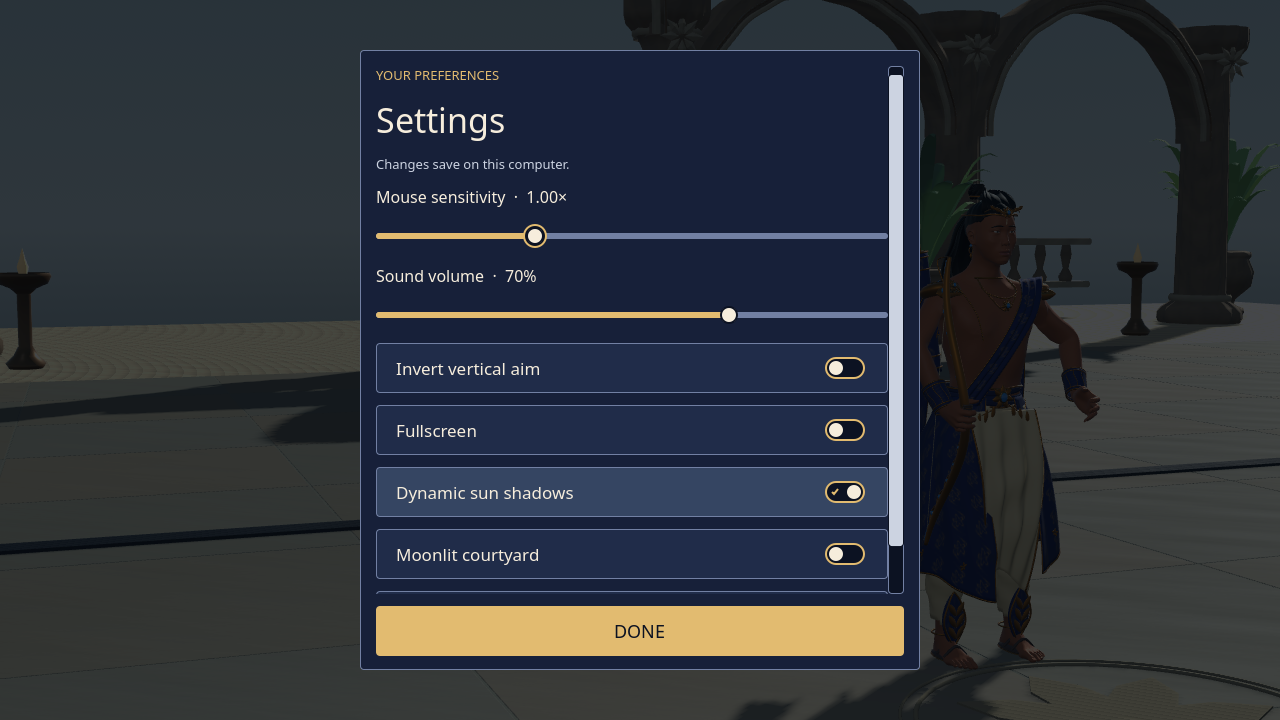 YOUR PREFERENCES
Settings
Changes save on this computer.
Mouse sensitivity · 1.00×
Sound volume · 70%
Invert vertical aim
Fullscreen
Dynamic sun shadows
Moonlit courtyard
DONE